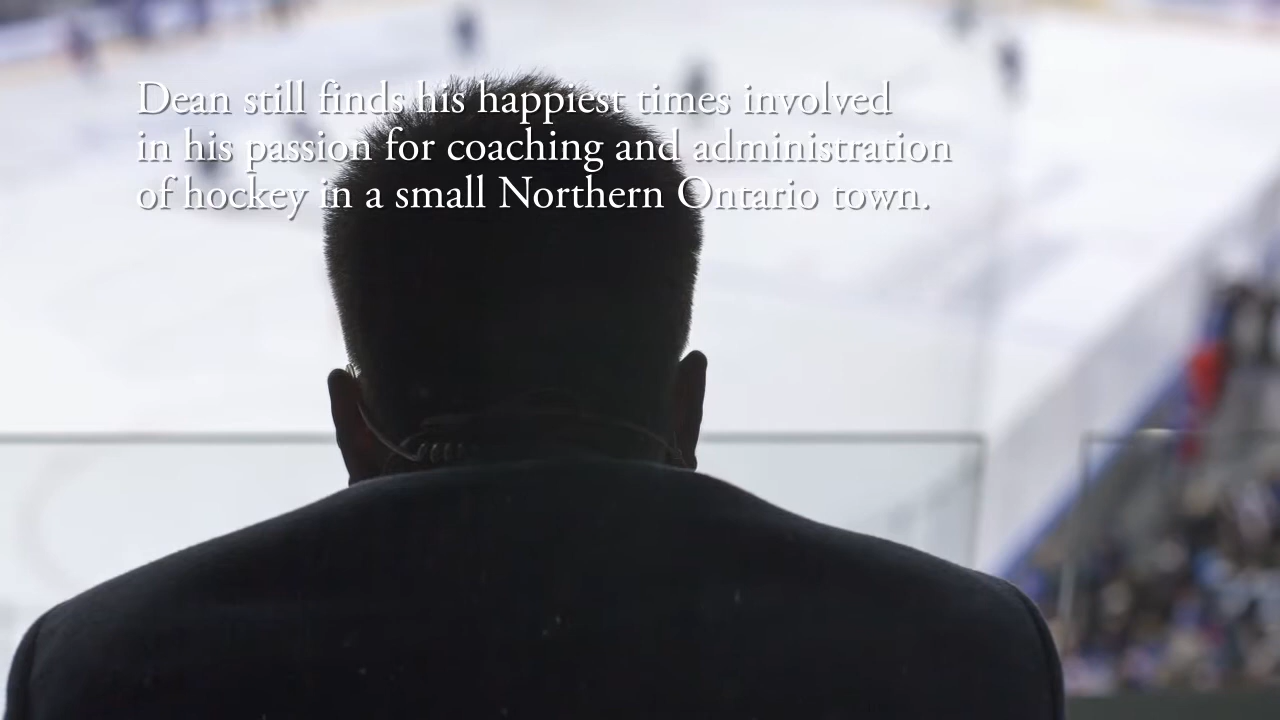 Dean still finds his happiest times involved
in his passion for coaching and administration
of hockey in a small Northern Ontario town.